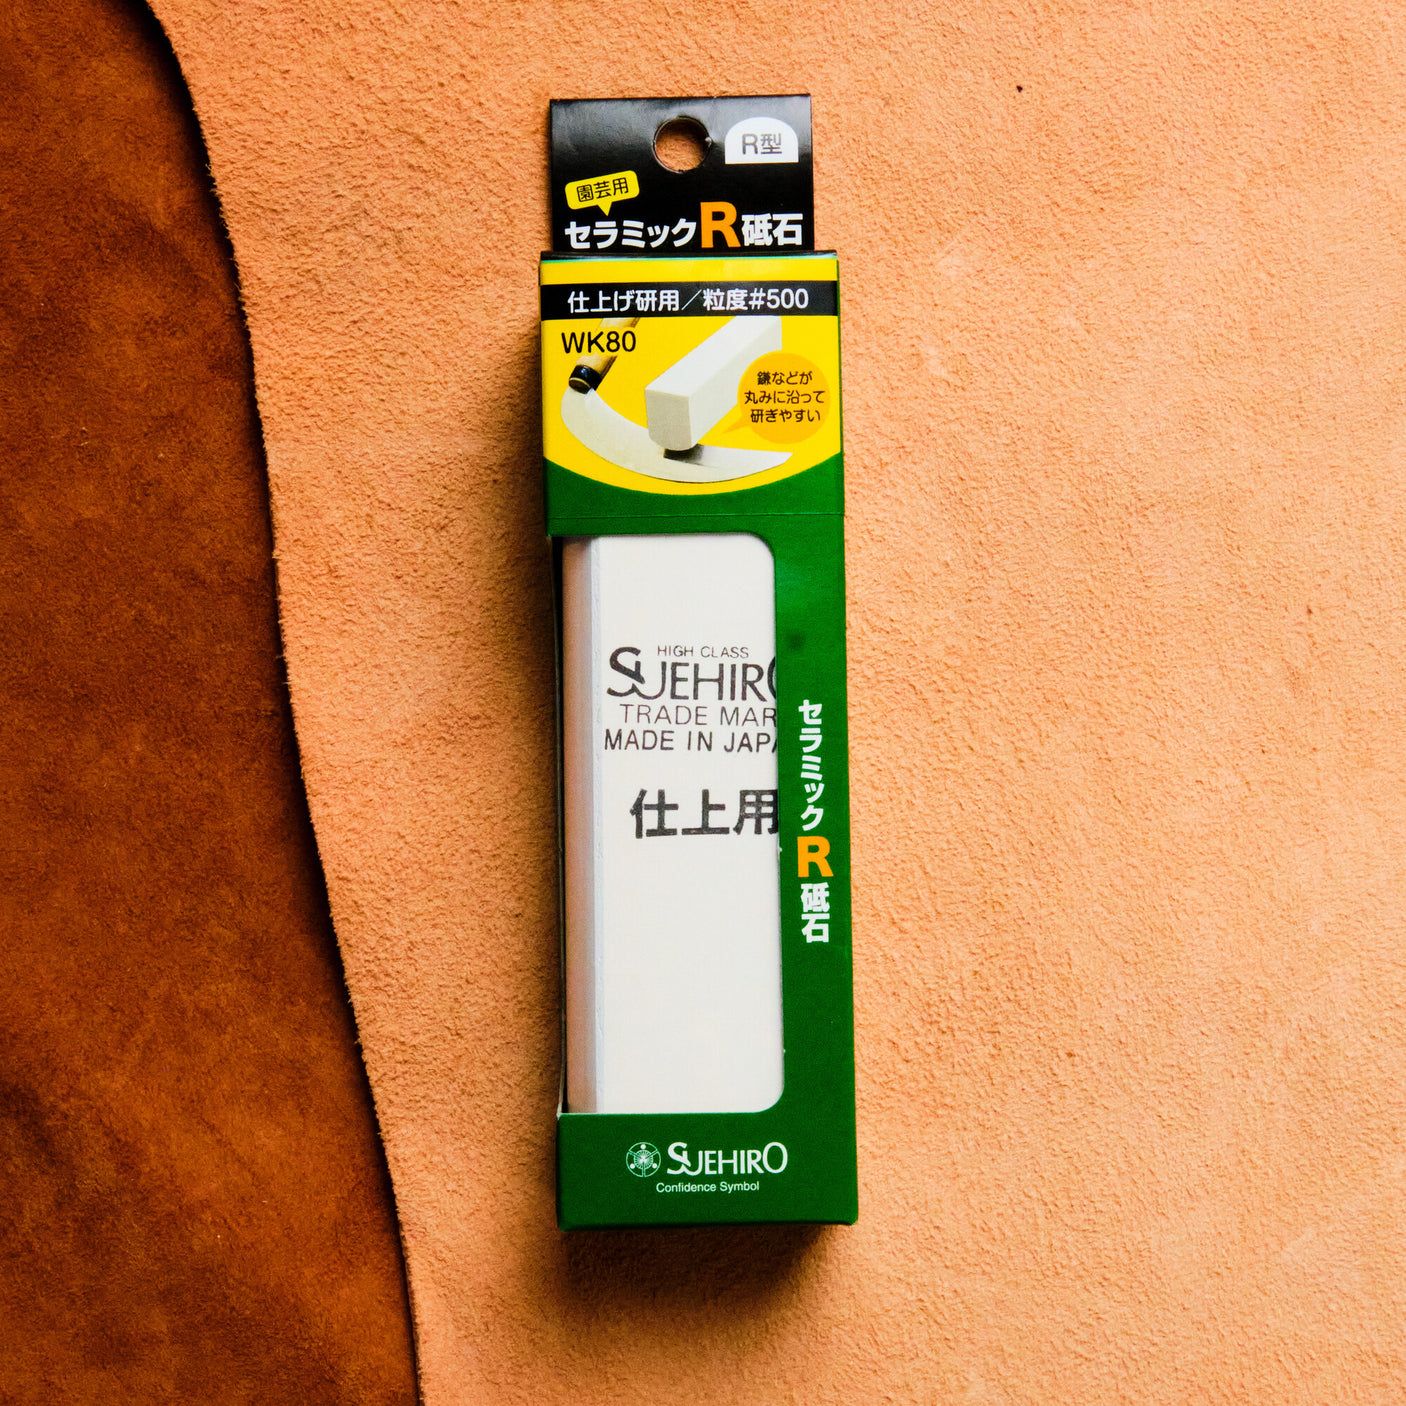 R型
園芸用
セラミックR砥石
仕上げ研用／粒度#500
WK80
鎌などが
丸みに沿って
研ぎやすい
HIGH CLASS
SUEHIRO
TRADE MAR
MADE IN JAPA
仕上用
セラミックR砥石
SUEHIRO
Confidence Symbol